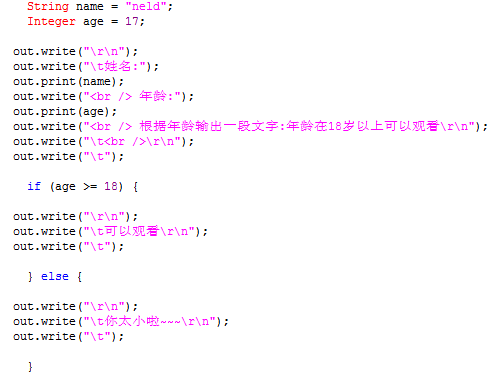 String name = "neld";
Integer age = 17;
out.write("\r\n");
out.write("\t姓名:");
out.print(name);
out.write("<br /> 年龄:");
out.print(age);
out.write("<br /> 根据年龄输出一段文字:年龄在18岁以上可以观看\r\n");
out.write("\t<br />\r\n");
out.write("\t");
if (age >= 18) {
out.write("\r\n");
out.write("\t可以观看\r\n");
out.write("\t");
} else {
out.write("\r\n");
out.write("\t你太小啦~~~\r\n");
out.write("\t");
}